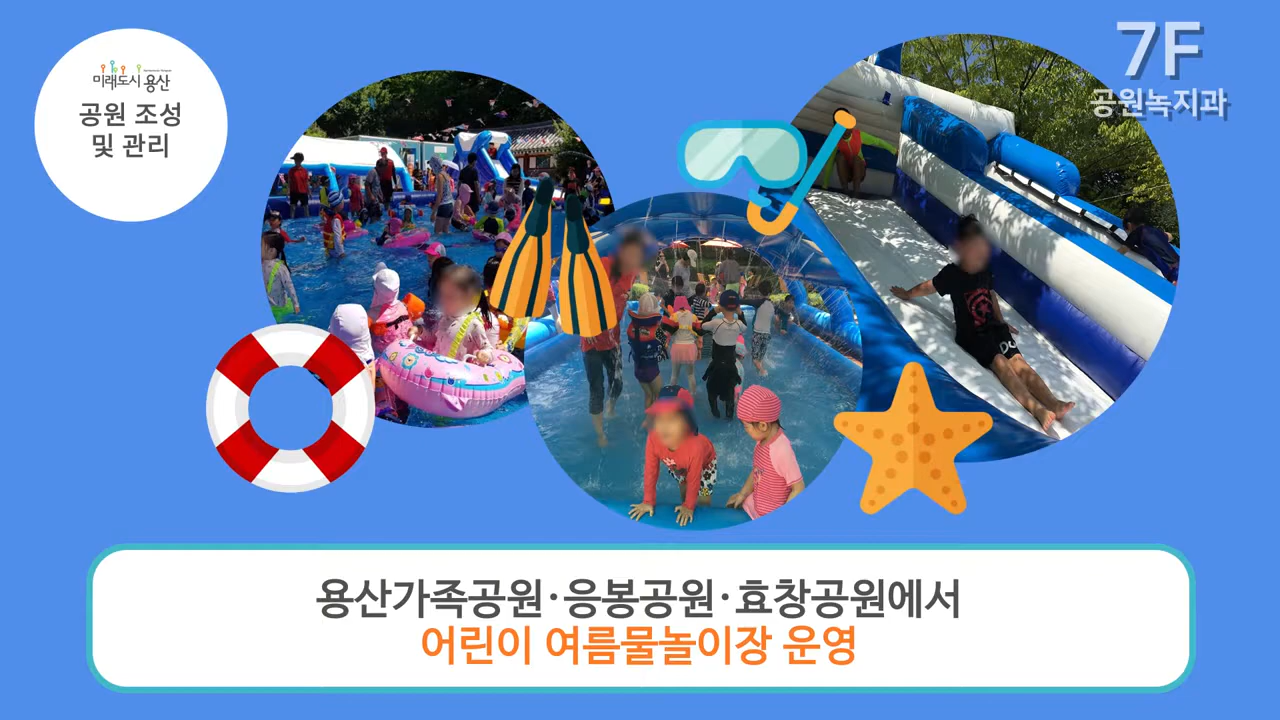 미래도시 용산
공원 조성
및 관리
7F
공원녹지과
용산가족공원·응봉공원·효창공원에서
어린이 여름물놀이장 운영